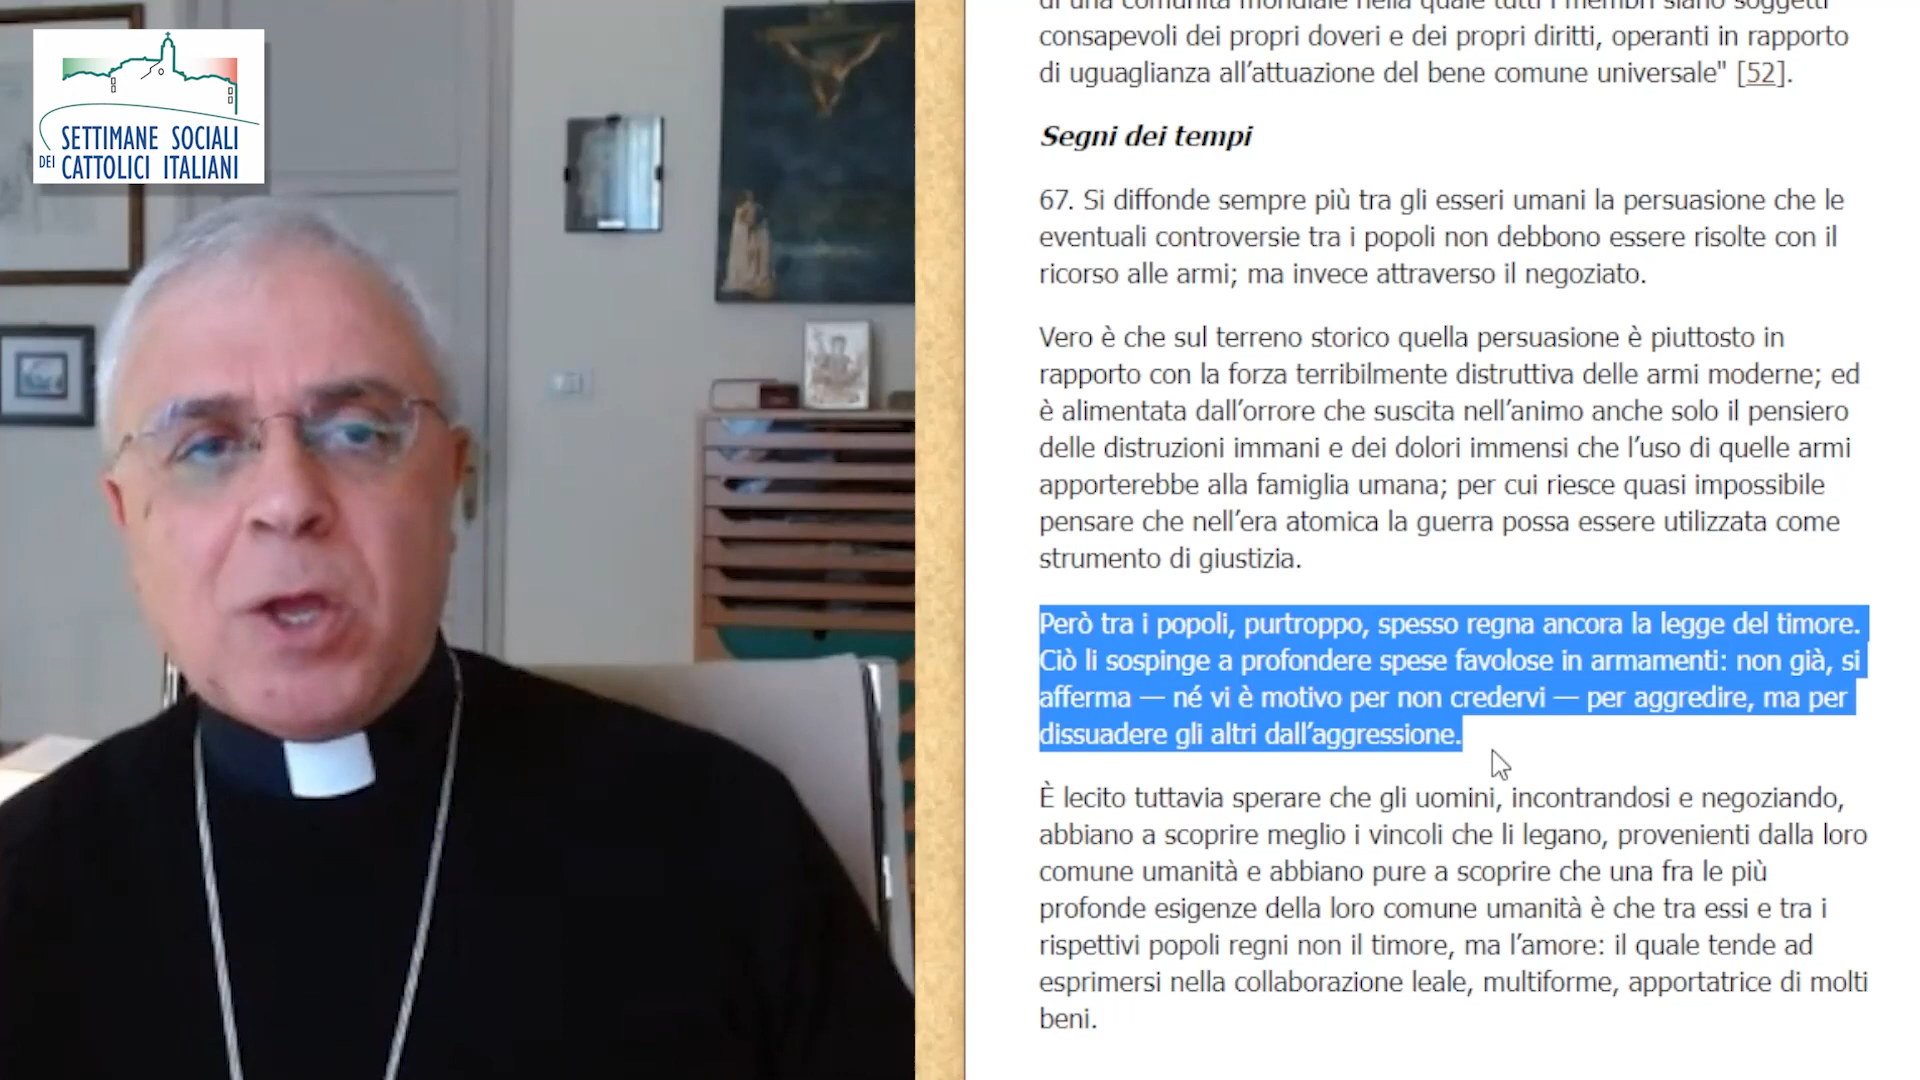 SETTIMANE SOCIALI
DEI CATTOLICI ITALIANI
di una comunità mondiale nella quale tutti i membri siano soggetti
consapevoli dei propri doveri e dei propri diritti, operanti in rapporto
di uguaglianza all’attuazione del bene comune universale" [52].
Segni dei tempi
67. Si diffonde sempre più tra gli esseri umani la persuasione che le
eventuali controversie tra i popoli non debbono essere risolte con il
ricorso alle armi; ma invece attraverso il negoziato.
Vero è che sul terreno storico quella persuasione è piuttosto in
rapporto con la forza terribilmente distruttiva delle armi moderne; ed
è alimentata dall’orrore che suscita nell’animo anche solo il pensiero
delle distruzioni immani e dei dolori immensi che l’uso di quelle armi
apporterebbe alla famiglia umana; per cui riesce quasi impossibile
pensare che nell’era atomica la guerra possa essere utilizzata come
strumento di giustizia.
Però tra i popoli, purtroppo, spesso regna ancora la legge del timore.
Ciò li sospinge a profondere spese favolose in armamenti: non già, si
afferma — né vi è motivo per non credervi — per aggredire, ma per
dissuadere gli altri dall’aggressione.
È lecito tuttavia sperare che gli uomini, incontrandosi e negoziando,
abbiano a scoprire meglio i vincoli che li legano, provenienti dalla loro
comune umanità e abbiano pure a scoprire che una fra le più
profonde esigenze della loro comune umanità è che tra essi e tra i
rispettivi popoli regni non il timore, ma l’amore: il quale tende ad
esprimersi nella collaborazione leale, multiforme, apportatrice di molti
beni.